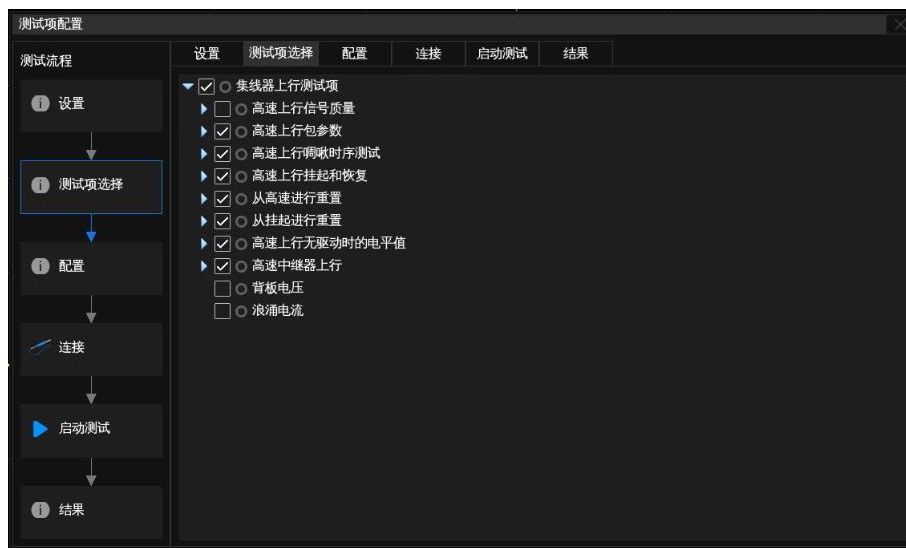 测试项配置
测试流程
设置
测试项选择
配置
连接
启动测试
结果
设置 测试项选择 配置 连接 启动测试 结果
集线器上行测试项
高速上行信号质量
高速上行包参数
高速上行啁啾时序测试
高速上行挂起和恢复
从高速进行重置
从挂起进行重置
高速上行无驱动时的电平值
高速中继器上行
背板电压
浪涌电流